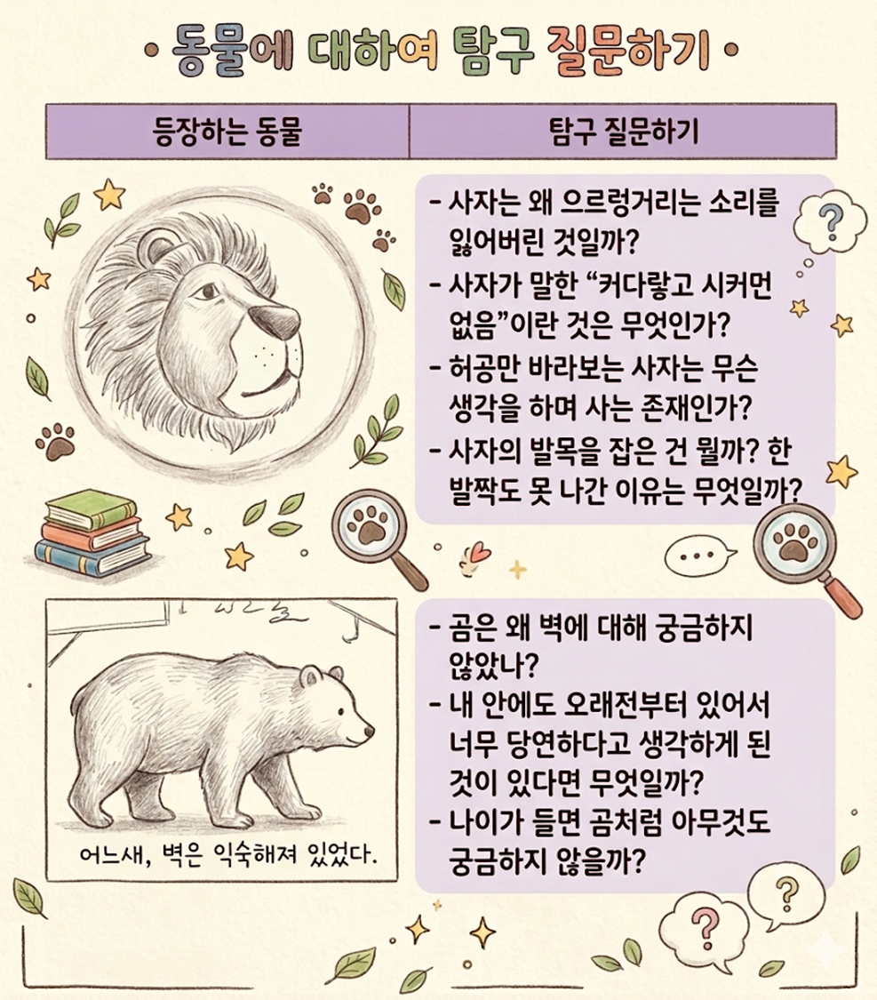 • 동물에 대하여 탐구 질문하기 •
등장하는 동물
탐구 질문하기
- 사자는 왜 으르렁거리는 소리를
잃어버린 것일까?
- 사자가 말한 “커다랗고 시커먼
없음”이란 것은 무엇인가?
- 허공만 바라보는 사자는 무슨
생각을 하며 사는 존재인가?
- 사자의 발목을 잡은 건 뭘까? 한
발짝도 못 나간 이유는 무엇일까?
?
...
어느새, 벽은 익숙해져 있었다.
- 곰은 왜 벽에 대해 궁금하지
않았나?
- 내 안에도 오래전부터 있어서
너무 당연하다고 생각하게 된
것이 있다면 무엇일까?
- 나이가 들면 곰처럼 아무것도
궁금하지 않을까?
?
?